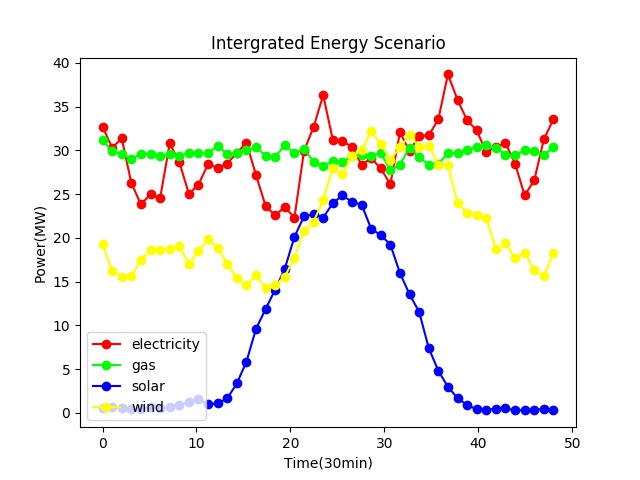 Intergrated Energy Scenario
Power(MW)
40
35
30
25
20
15
10
5
0
electricity
gas
solar
wind
0 10 20 30 40 50
Time(30min)